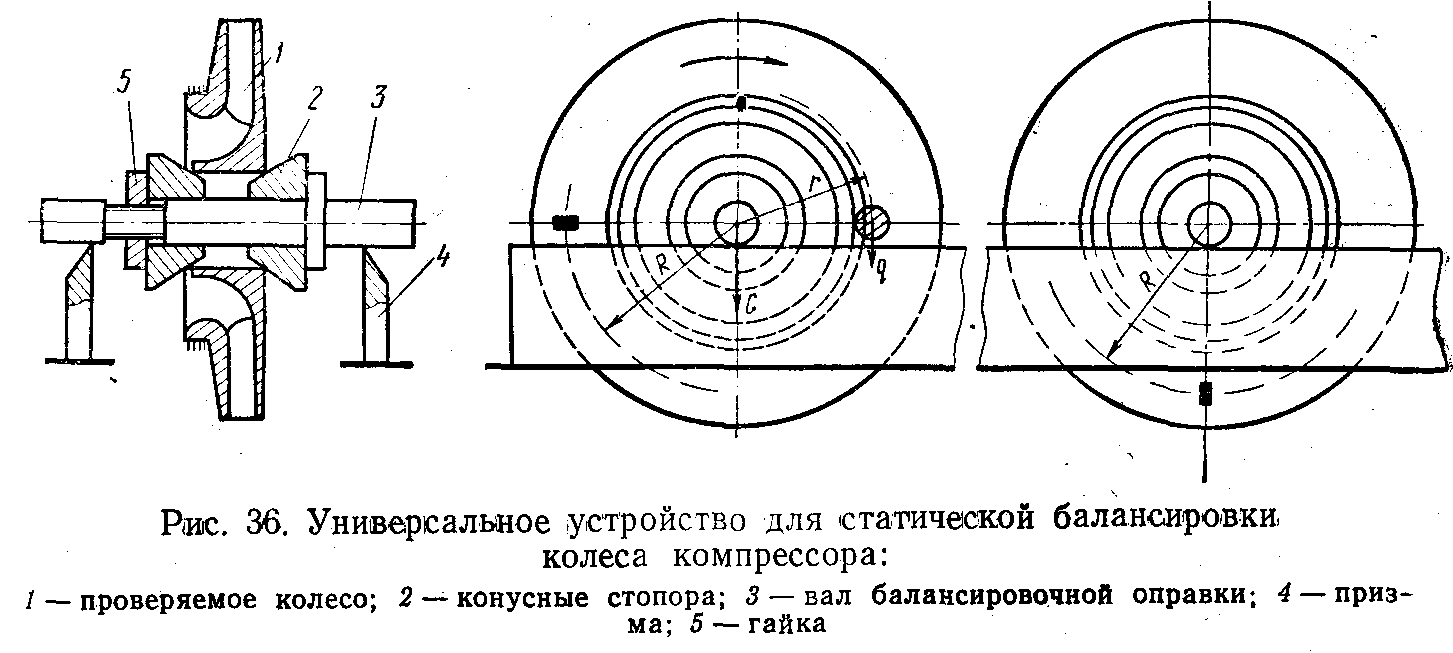 1
5
2
3
4
r
R
q
G
R
Рис. 36. Универсальное устройство для статической балансировки
колеса компрессора:
1 — проверяемое колесо; 2 — конусные стопора; 3 — вал балансировочной оправки; 4 — приз-
ма; 5 — гайка